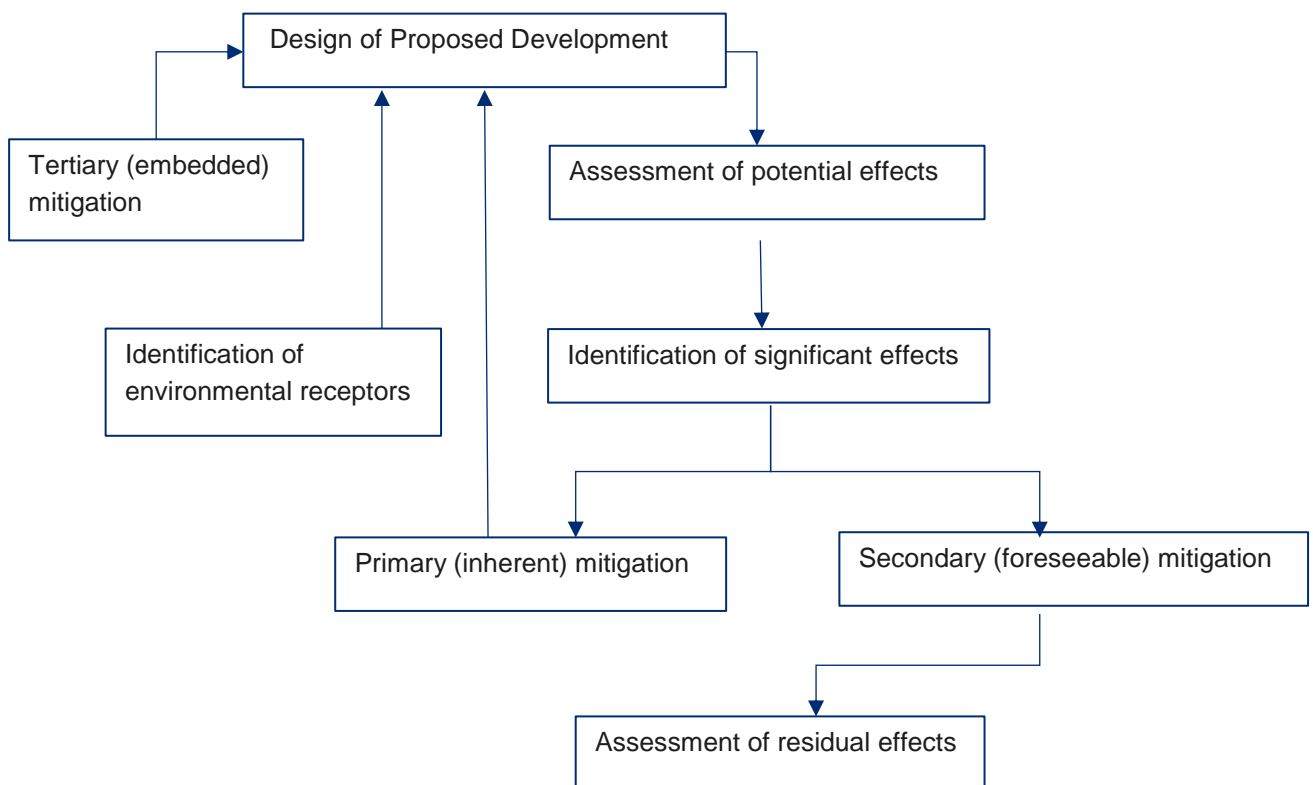 Design of Proposed Development
Tertiary (embedded)
mitigation
Assessment of potential effects
Identification of
environmental receptors
Identification of significant effects
Primary (inherent) mitigation
Secondary (foreseeable) mitigation
Assessment of residual effects